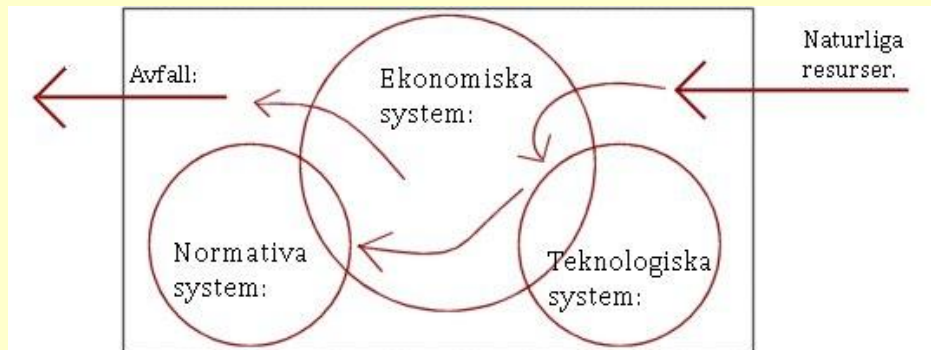 Naturliga
resurser.
Avfall:
Ekonomiska
system:
Normativa
system:
Teknologiska
system: